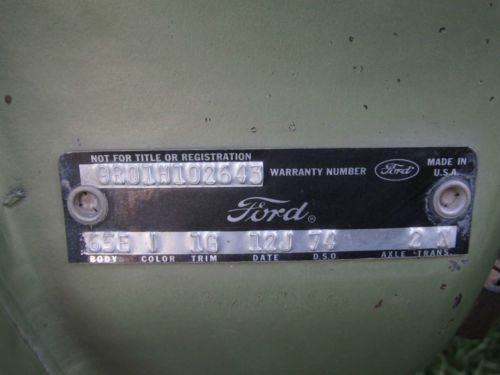 NOT FOR TITLE OR REGISTRATION
9R01H102643 WARRANTY NUMBER Ford MADE IN U.S.A.
Ford®
65E I 1G 12J 74 2 X
BODY COLOR TRIM DATE D.S.O. AXLE TRANS.